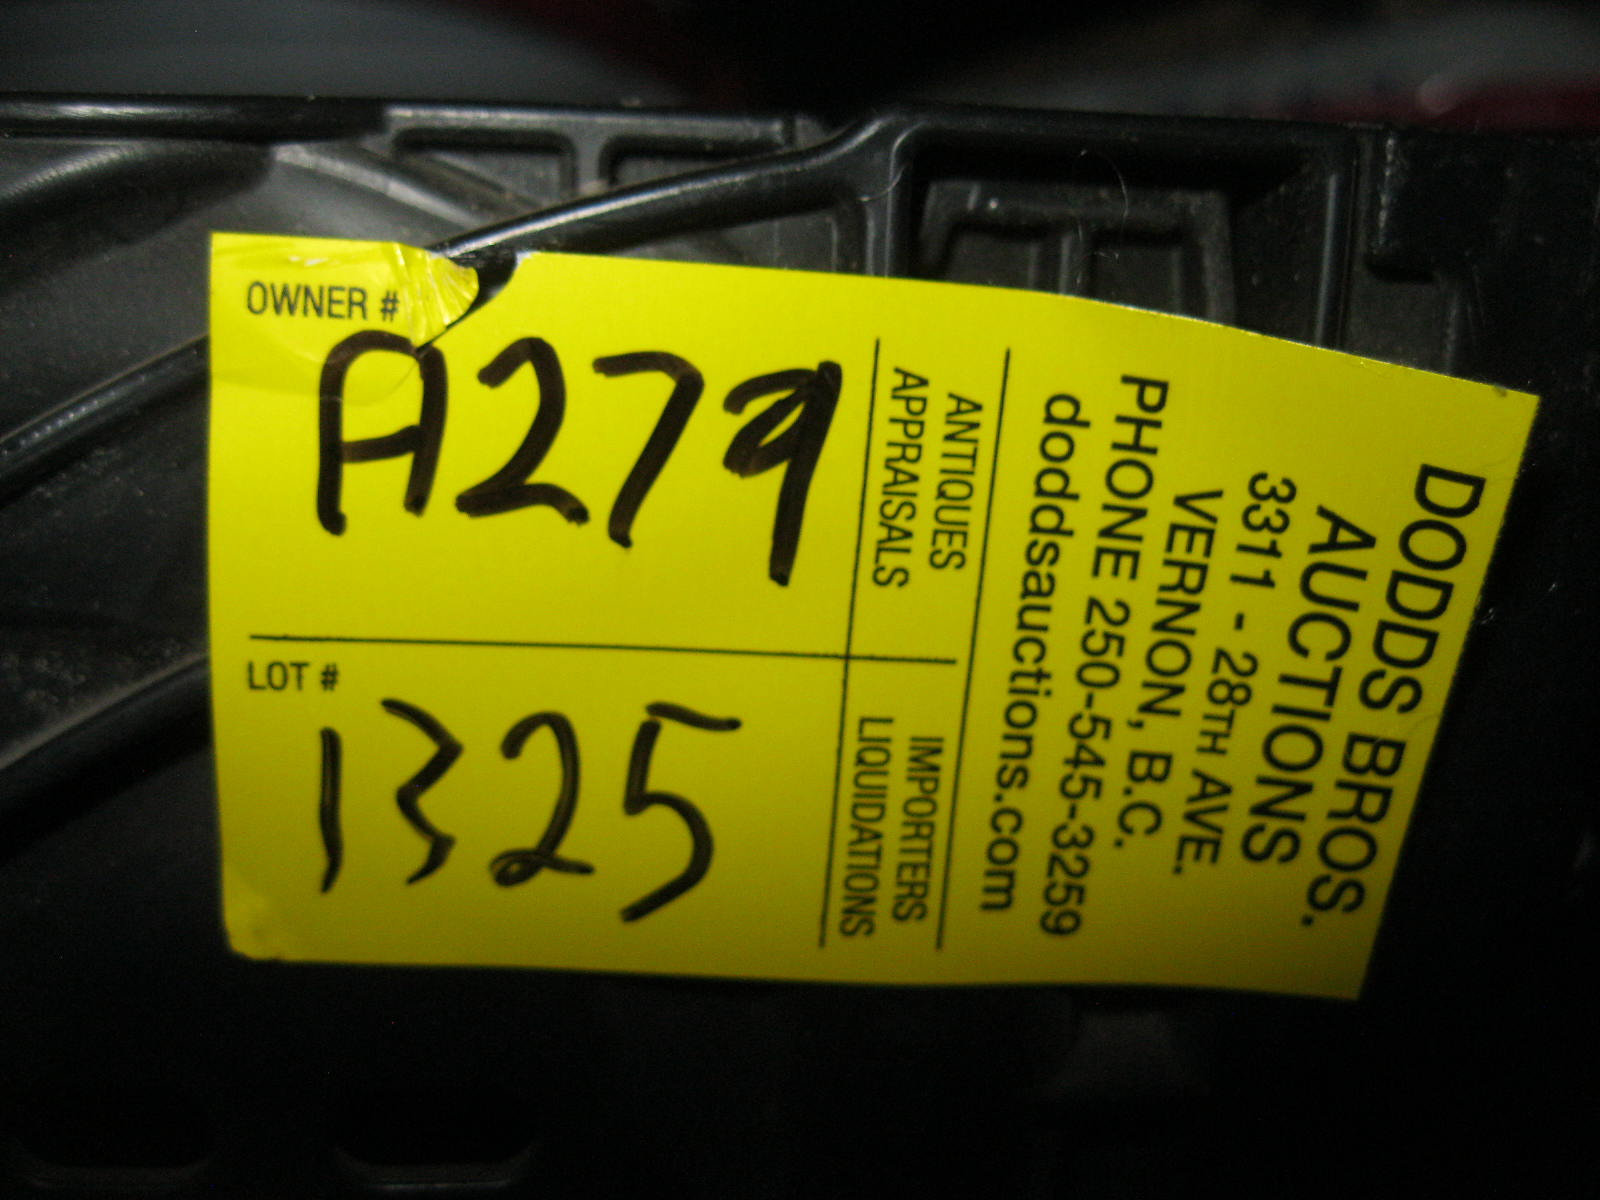 OWNER #
A279
LOT #
1325
ANTIQUES
APPRAISALS
IMPORTERS
LIQUIDATIONS
DODDS BROS.
AUCTIONS
3311 - 28TH AVE.
VERNON, B.C.
PHONE 250-545-3259
doddsauctions.com